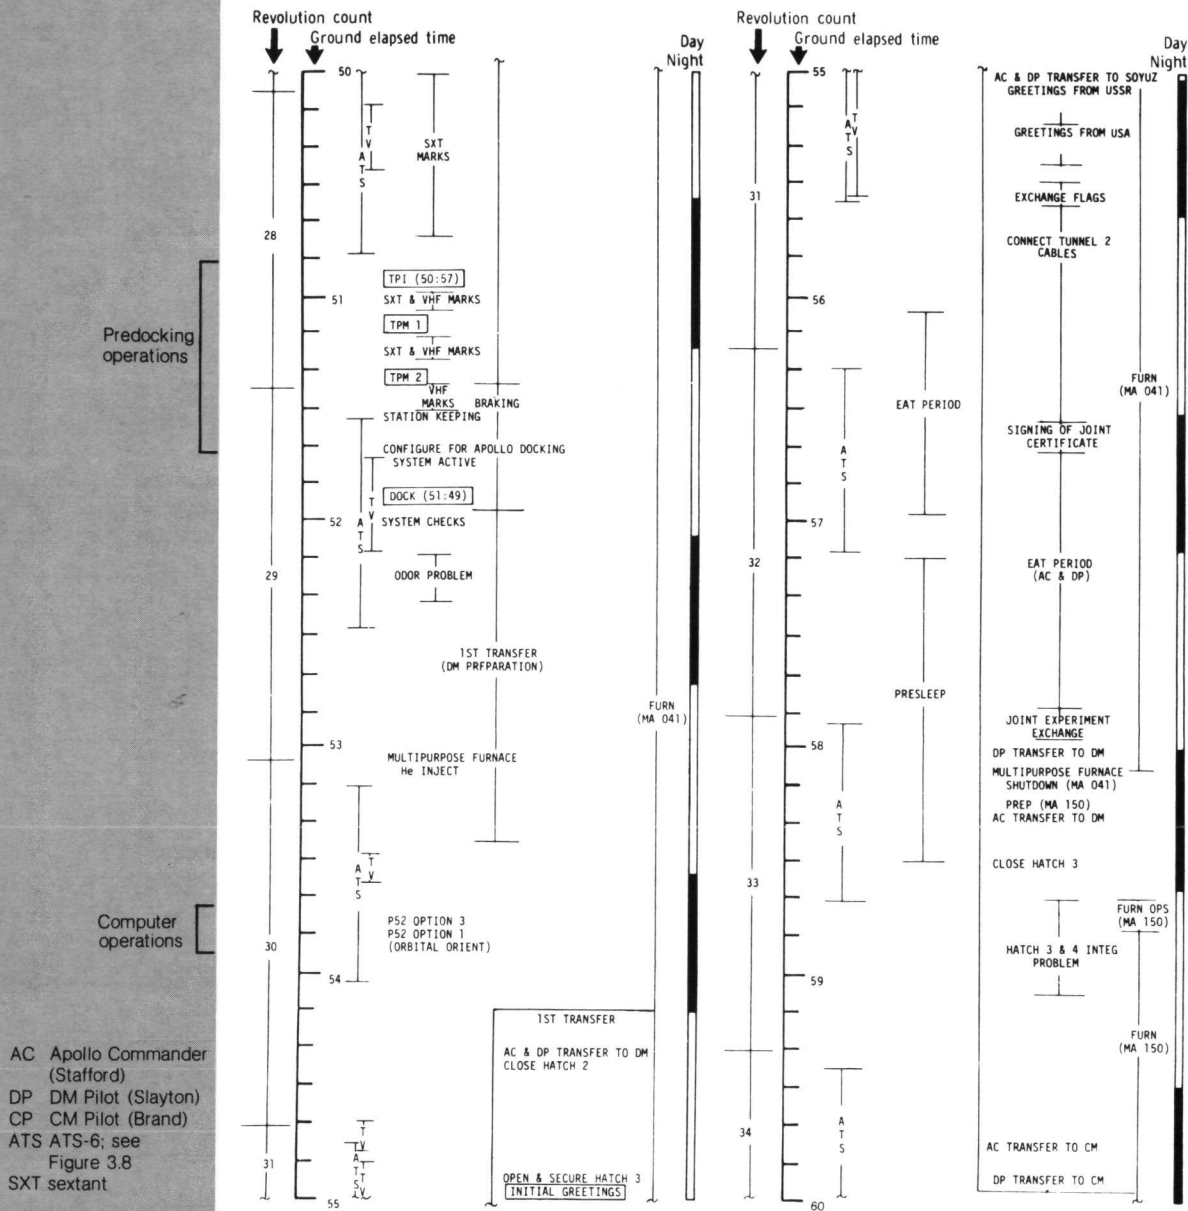 Revolution count
Ground elapsed time
Day
Night
50
T
V
A
T
S
SXT
MARKS
28
TPI (50:57)
51
SXT & VHF MARKS
Predocking
operations
TPM 1
SXT & VHF MARKS
TPM 2
VHF
MARKS BRAKING
STATION KEEPING
CONFIGURE FOR APOLLO DOCKING
SYSTEM ACTIVE
DOCK (51:49)
T
V
52
SYSTEM CHECKS
A
T
S
29
ODOR PROBLEM
1ST TRANSFER
(DM PRFPARATION)
FURN
(MA 041)
53
MULTIPURPOSE FURNACE
He INJECT
T
V
A
T
S
Computer
operations
P52 OPTION 3
P52 OPTION 1
(ORBITAL ORIENT)
30
54
1ST TRANSFER
AC & DP TRANSFER TO DM
CLOSE HATCH 2
T
V
A
T
S
T
V
31
OPEN & SECURE HATCH 3
INITIAL GREETINGS
55
AC Apollo Commander
(Stafford)
DP DM Pilot (Slayton)
CP CM Pilot (Brand)
ATS ATS-6; see
Figure 3.8
SXT sextant
Revolution count
Ground elapsed time
Day
Night
55
AC & DP TRANSFER TO SOYUZ
GREETINGS FROM USSR
T
V
A
T
S
GREETINGS FROM USA
31
EXCHANGE FLAGS
CONNECT TUNNEL 2
CABLES
56
FURN
(MA 041)
EAT PERIOD
SIGNING OF JOINT
CERTIFICATE
A
T
S
57
32
EAT PERIOD
(AC & DP)
PRESLEEP
JOINT EXPERIMENT
EXCHANGE
58
DP TRANSFER TO DM
MULTIPURPOSE FURNACE
SHUTDOWN (MA 041)
PREP (MA 150)
AC TRANSFER TO DM
A
T
S
CLOSE HATCH 3
33
FURN OPS
(MA 150)
HATCH 3 & 4 INTEG
PROBLEM
59
FURN
(MA 150)
34
A
T
S
AC TRANSFER TO CM
DP TRANSFER TO CM
60